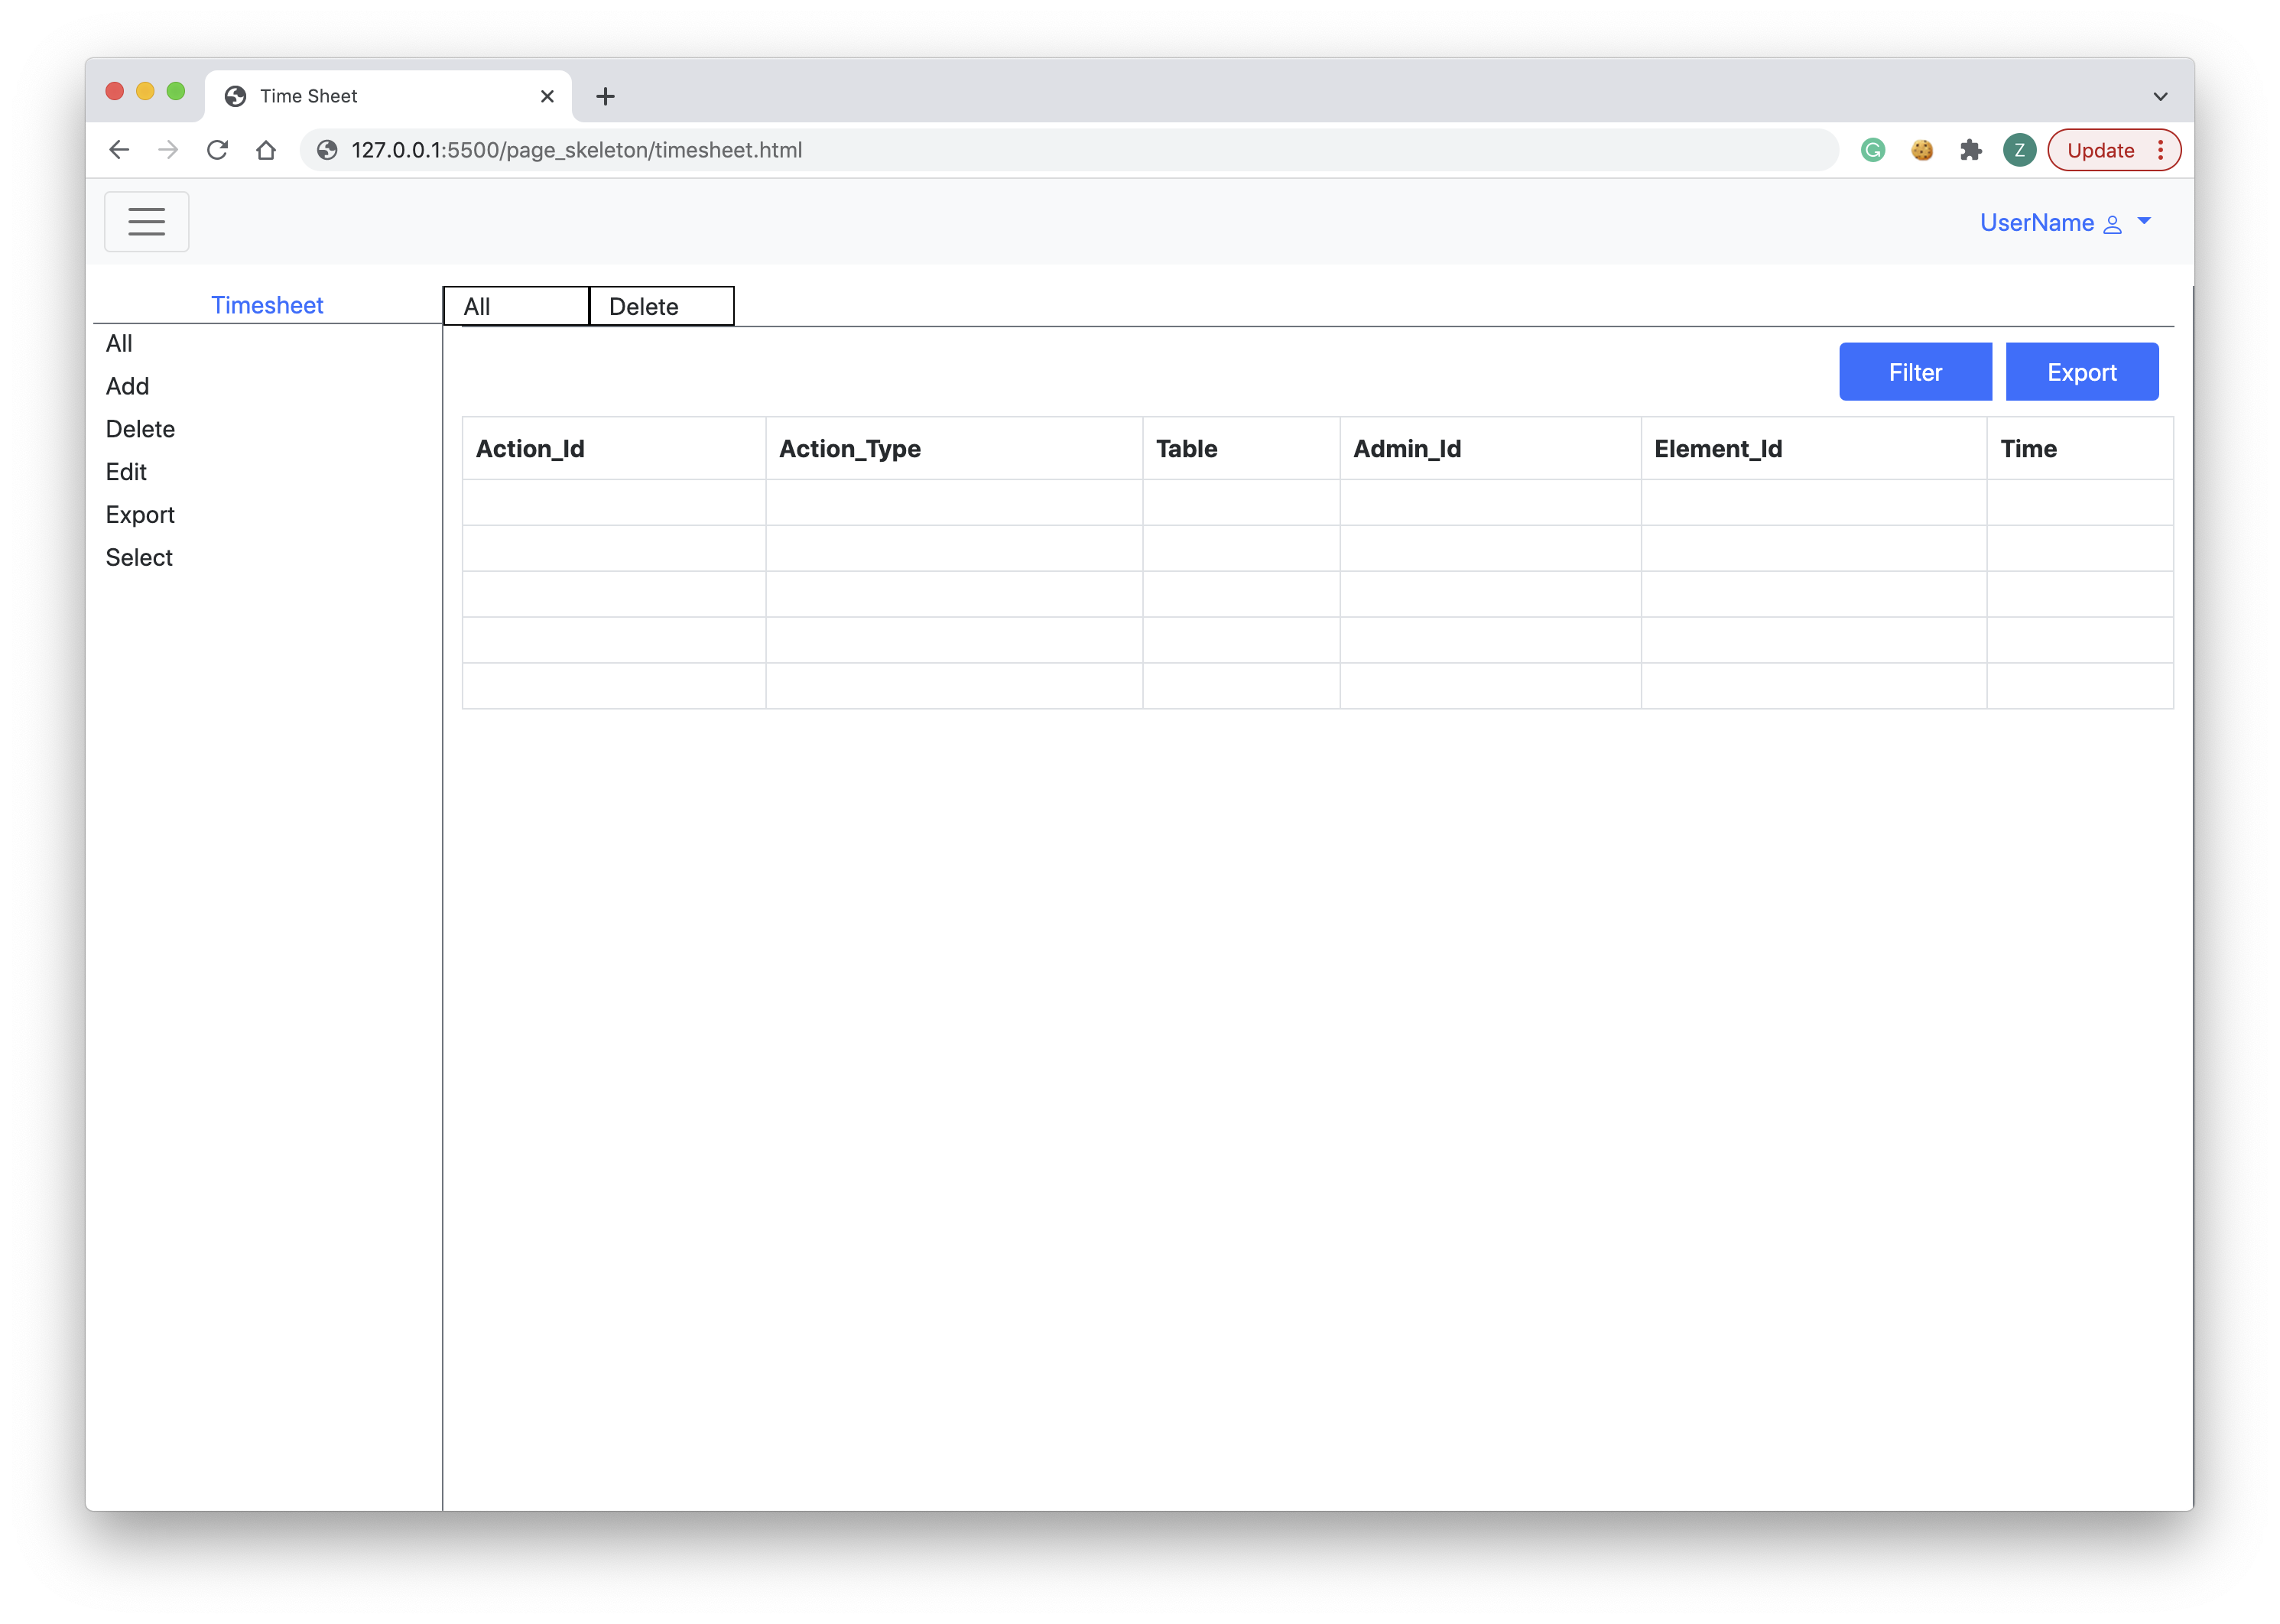 Time Sheet
127.0.0.1:5500/page_skeleton/timesheet.html
Z
Update
UserName
Timesheet
All
Add
Delete
Edit
Export
Select
All Delete
Filter Export
Action_Id Action_Type Table Admin_Id Element_Id Time